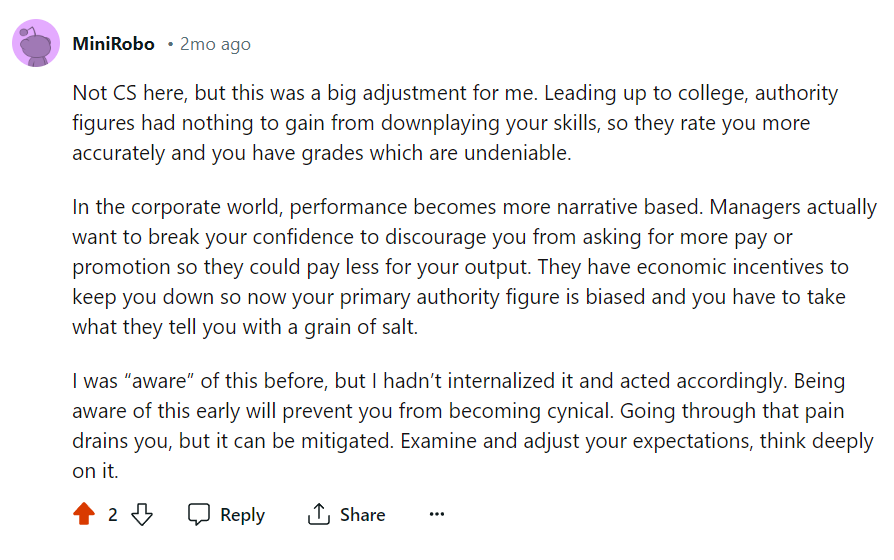 MiniRobo • 2mo ago
Not CS here, but this was a big adjustment for me. Leading up to college, authority
figures had nothing to gain from downplaying your skills, so they rate you more
accurately and you have grades which are undeniable.
In the corporate world, performance becomes more narrative based. Managers actually
want to break your confidence to discourage you from asking for more pay or
promotion so they could pay less for your output. They have economic incentives to
keep you down so now your primary authority figure is biased and you have to take
what they tell you with a grain of salt.
I was “aware” of this before, but I hadn’t internalized it and acted accordingly. Being
aware of this early will prevent you from becoming cynical. Going through that pain
drains you, but it can be mitigated. Examine and adjust your expectations, think deeply
on it.
2 Reply Share ...